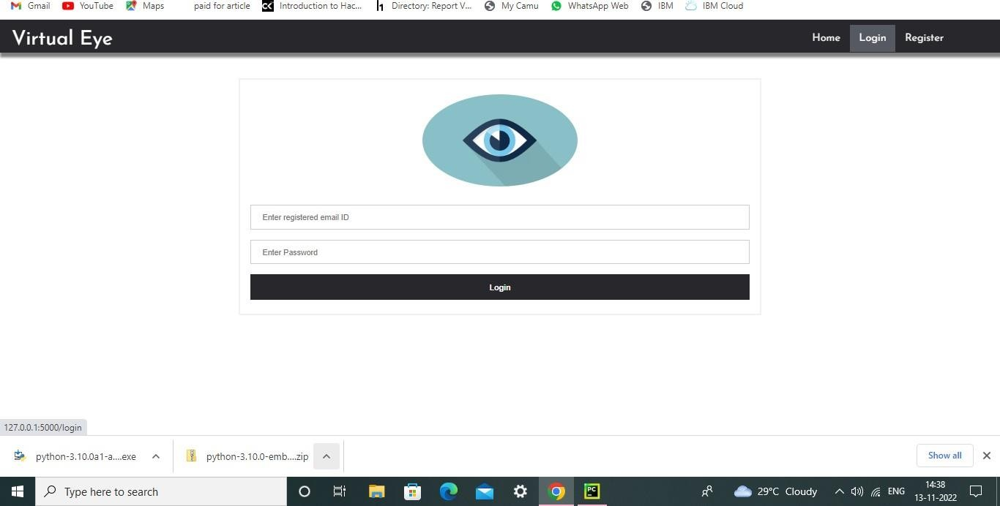 Gmail YouTube Maps paid for article Introduction to Hac... Directory: Report V... My Camu WhatsApp Web IBM IBM Cloud
Virtual Eye Home Login Register
Enter registered email ID
Enter Password
Login
127.0.0.1:5000/login
python-3.10.0a1-a....exe python-3.10.0-emb....zip Show all
Type here to search 29°C Cloudy ENG 14:38
13-11-2022